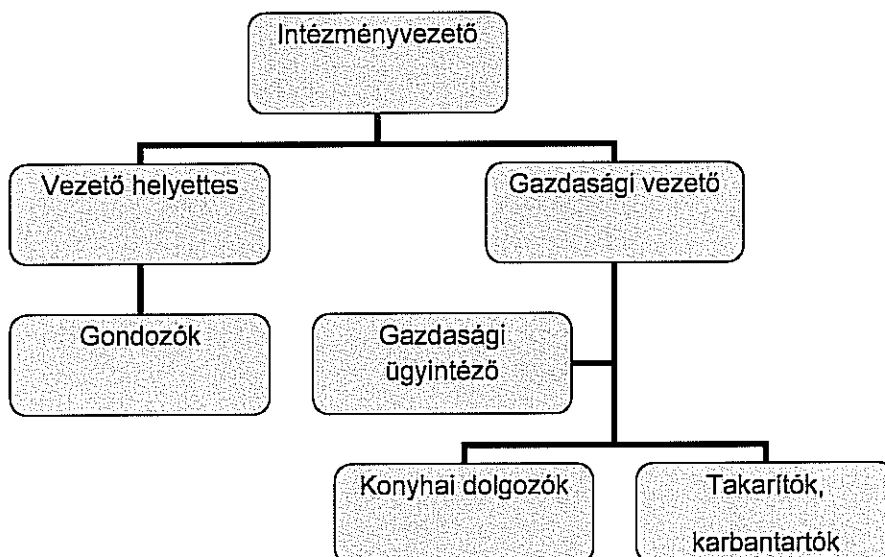 Intézményvezető
Vezető helyettes
Gazdasági vezető
Gondozók
Gazdasági
ügyintéző
Konyhai dolgozók
Takarítók,
karbantartók